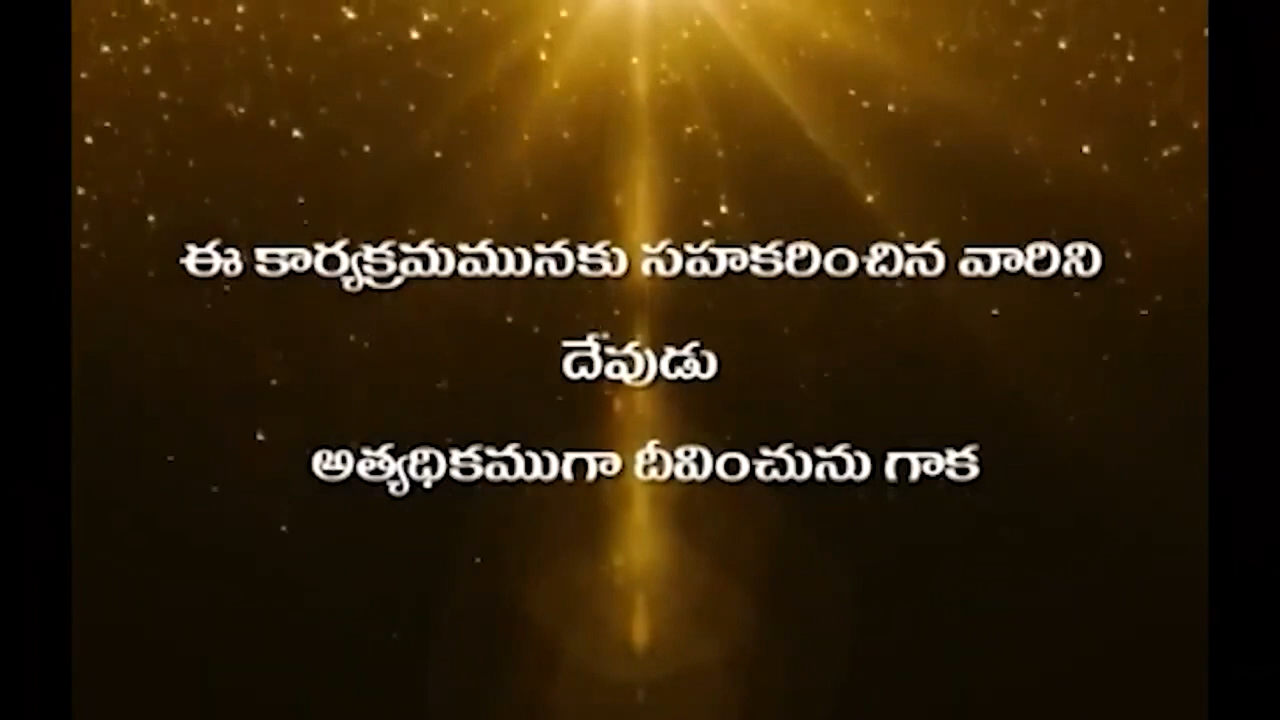 ఈ కార్యక్రమమునకు సహకరించిన వారిని
దేవుడు
అత్యధికముగా దీవించును గాక